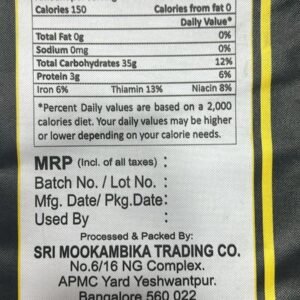 Calories 150 Calories from fat 0
Daily Value*
Total Fat 0g 0%
Sodium 0mg 0%
Total Carbohydrates 35g 12%
Protein 3g 6%
Iron 6% Thiamin 13% Niacin 8%
*Percent Daily values are based on a 2,000
calories diet. Your daily values may be higher
or lower depending on your calorie needs.
MRP (Incl. of all taxes) :
Batch No. / Lot No. :
Mfg. Date/ Pkg.Date:
Used By :
Processed & Packed By:
SRI MOOKAMBIKA TRADING CO.
No.6/16 NG Complex.
APMC Yard Yeshwantpur.
Bangalore 560 022